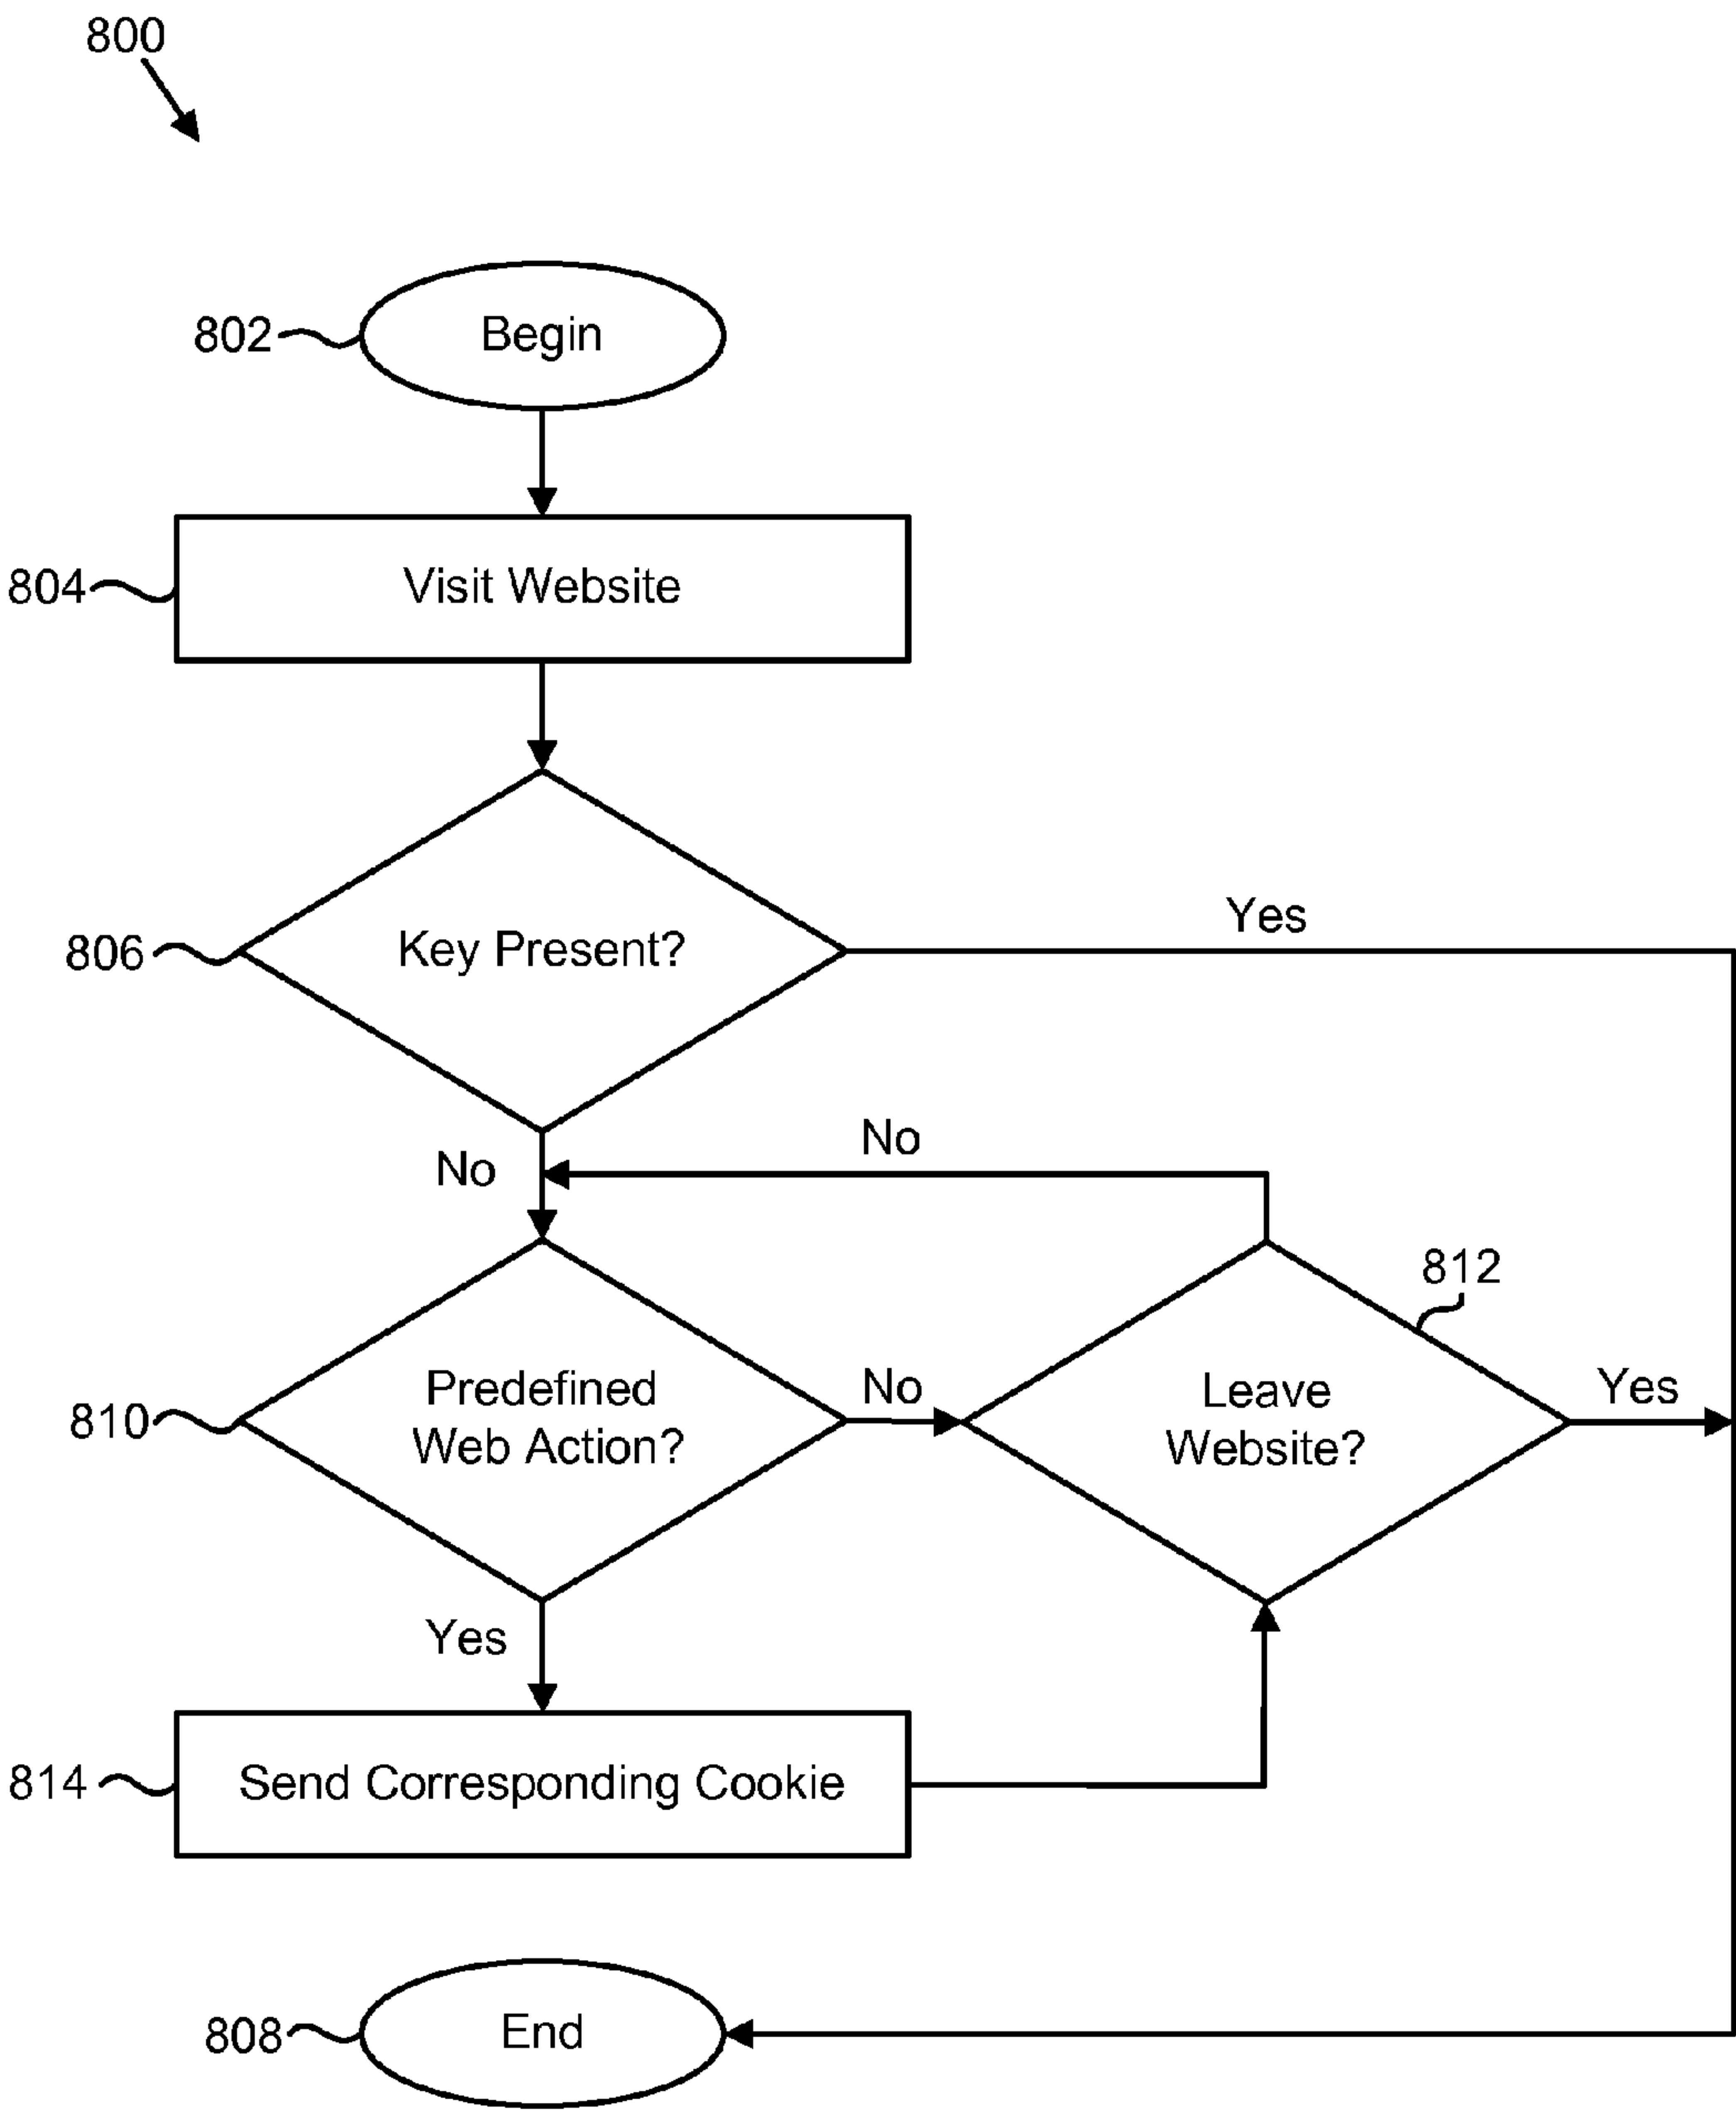 800
802
Begin
804
Visit Website
806
Key Present?
Yes
No
No
810
Predefined
Web Action?
No
812
Leave
Website?
Yes
Yes
814
Send Corresponding Cookie
808
End